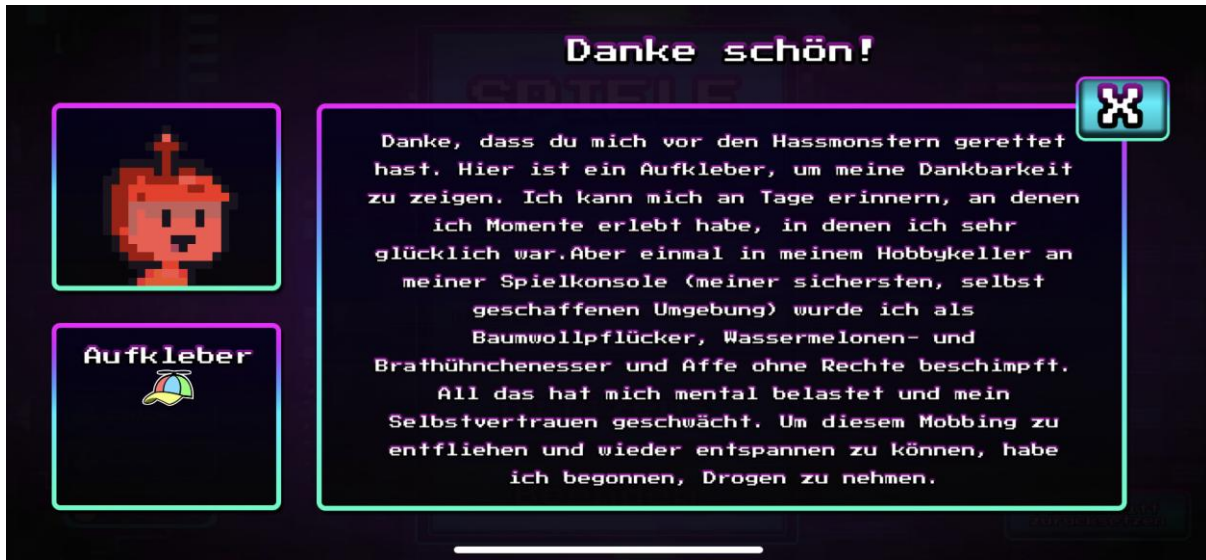 Danke schön!
Danke, dass du mich vor den Hassmonstern gerettet
hast. Hier ist ein Aufkleber, um meine Dankbarkeit
zu zeigen. Ich kann mich an Tage erinnern, an denen
ich Momente erlebt habe, in denen ich sehr
glücklich war.Aber einmal in meinem Hobbykeller an
meiner Spielkonsole (meiner sichersten, selbst
geschaffenen Umgebung) wurde ich als
Baumwollpflücker, Wassermelonen- und
Brathühnchenesser und Affe ohne Rechte beschimpft.
All das hat mich mental belastet und mein
Selbstvertrauen geschwächt. Um diesem Mobbing zu
entfliehen und wieder entspannen zu können, habe
ich begonnen, Drogen zu nehmen.
Aufkleber
SPIELE
zurücksetzen